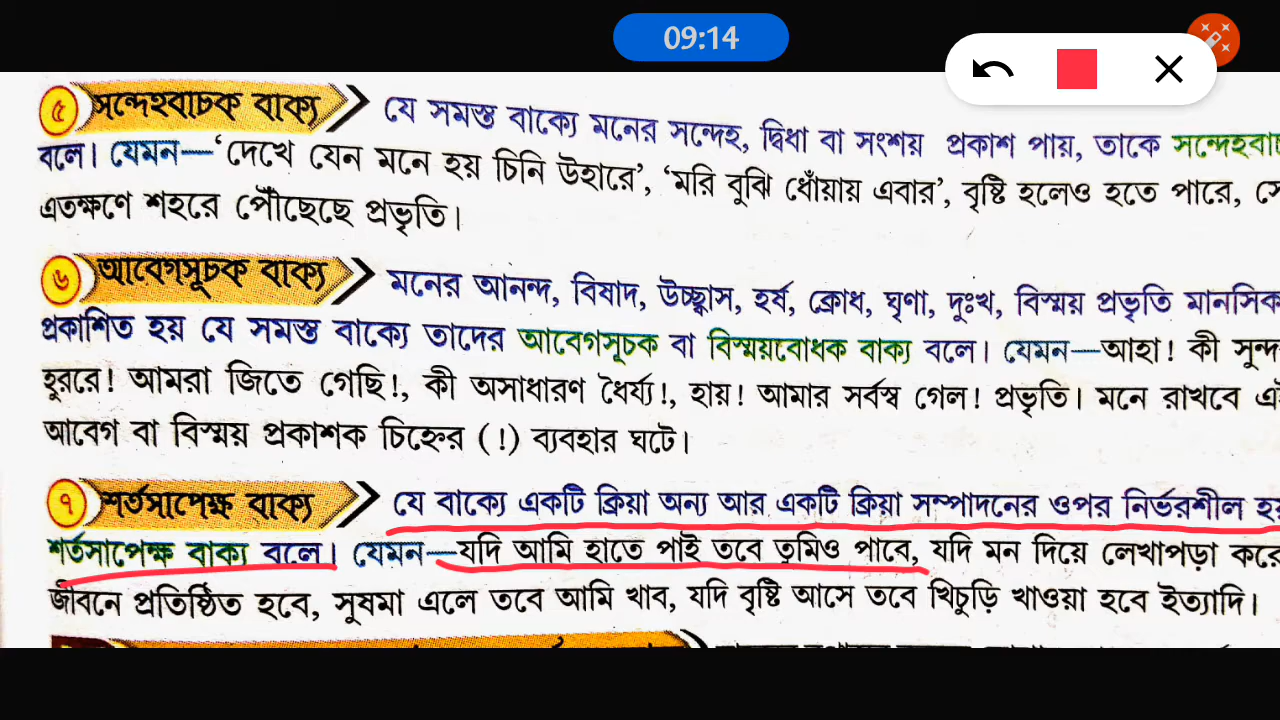 09:14
৫ সন্দেহবাচক বাক্য যে সমস্ত বাক্যে মনের সন্দেহ, দ্বিধা বা সংশয় প্রকাশ পায়, তাকে
বলে। যেমন—‘দেখে যেন মনে হয় চিনি উহারে’, ‘মরি বুঝি ধোঁয়ায় এবার’, বৃষ্টি হলেও হতে পারে,
এতক্ষণে শহরে পৌঁছেছে প্রভৃতি।
৬ আবেগসূচক বাক্য মনের আনন্দ, বিষাদ, উচ্ছ্বাস, হর্ষ, ক্রোধ, ঘৃণা, দুঃখ, বিস্ময় প্রভৃতি মানসিক
প্রকাশিত হয় যে সমস্ত বাক্যে তাদের আবেগসূচক বা বিস্ময়বোধক বাক্য বলে। যেমন—আহা! কী
হুররে! আমরা জিতে গেছি!, কী অসাধারণ ধৈর্য্য!, হায়! আমার সর্বস্ব গেল! প্রভৃতি। মনে রাখবে
আবেগ বা বিস্ময় প্রকাশক চিহ্নের (!) ব্যবহার ঘটে।
৭ শর্তসাপেক্ষ বাক্য যে বাক্যে একটি ক্রিয়া অন্য আর একটি ক্রিয়া সম্পাদনের ওপর নির্ভরশীল
শর্তসাপেক্ষ বাক্য বলে। যেমন—যদি আমি হাতে পাই তবে তুমিও পাবে, যদি মন দিয়ে লেখাপড়া
জীবনে প্রতিষ্ঠিত হবে, সুষমা এলে তবে আমি খাব, যদি বৃষ্টি আসে তবে খিচুড়ি খাওয়া হবে ইত্যাদি।